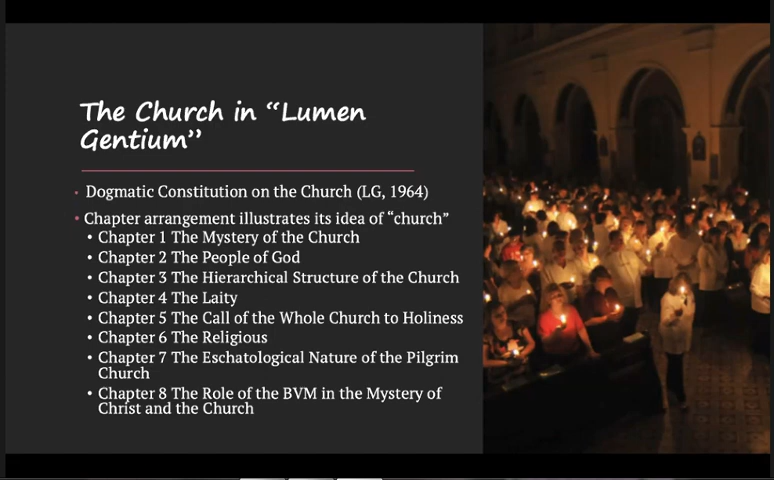 The Church in “Lumen
Gentium”
• Dogmatic Constitution on the Church (LG, 1964)
• Chapter arrangement illustrates its idea of “church”
• Chapter 1 The Mystery of the Church
• Chapter 2 The People of God
• Chapter 3 The Hierarchical Structure of the Church
• Chapter 4 The Laity
• Chapter 5 The Call of the Whole Church to Holiness
• Chapter 6 The Religious
• Chapter 7 The Eschatological Nature of the Pilgrim
Church
• Chapter 8 The Role of the BVM in the Mystery of
Christ and the Church